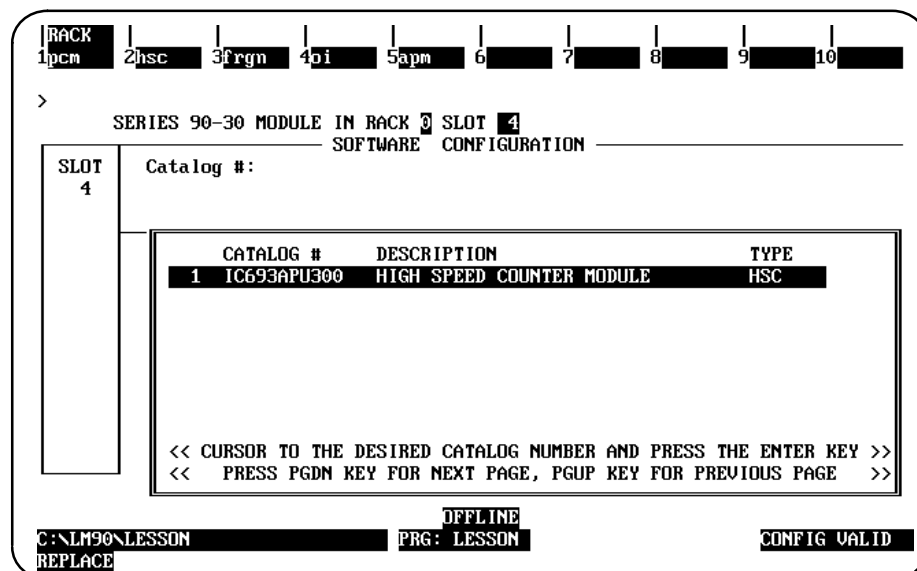 RACK
1pcm 2hsc 3frgn 4oi 5apm 6 7 8 9 10
>
SERIES 90-30 MODULE IN RACK 0 SLOT 4
SOFTWARE CONFIGURATION
SLOT Catalog #:
4
CATALOG # DESCRIPTION TYPE
1 IC693APU300 HIGH SPEED COUNTER MODULE HSC
<< CURSOR TO THE DESIRED CATALOG NUMBER AND PRESS THE ENTER KEY >>
<< PRESS PGDN KEY FOR NEXT PAGE, PGUP KEY FOR PREVIOUS PAGE >>
OFFLINE
C:\LM90\LESSON PRG: LESSON CONFIG VALID
REPLACE